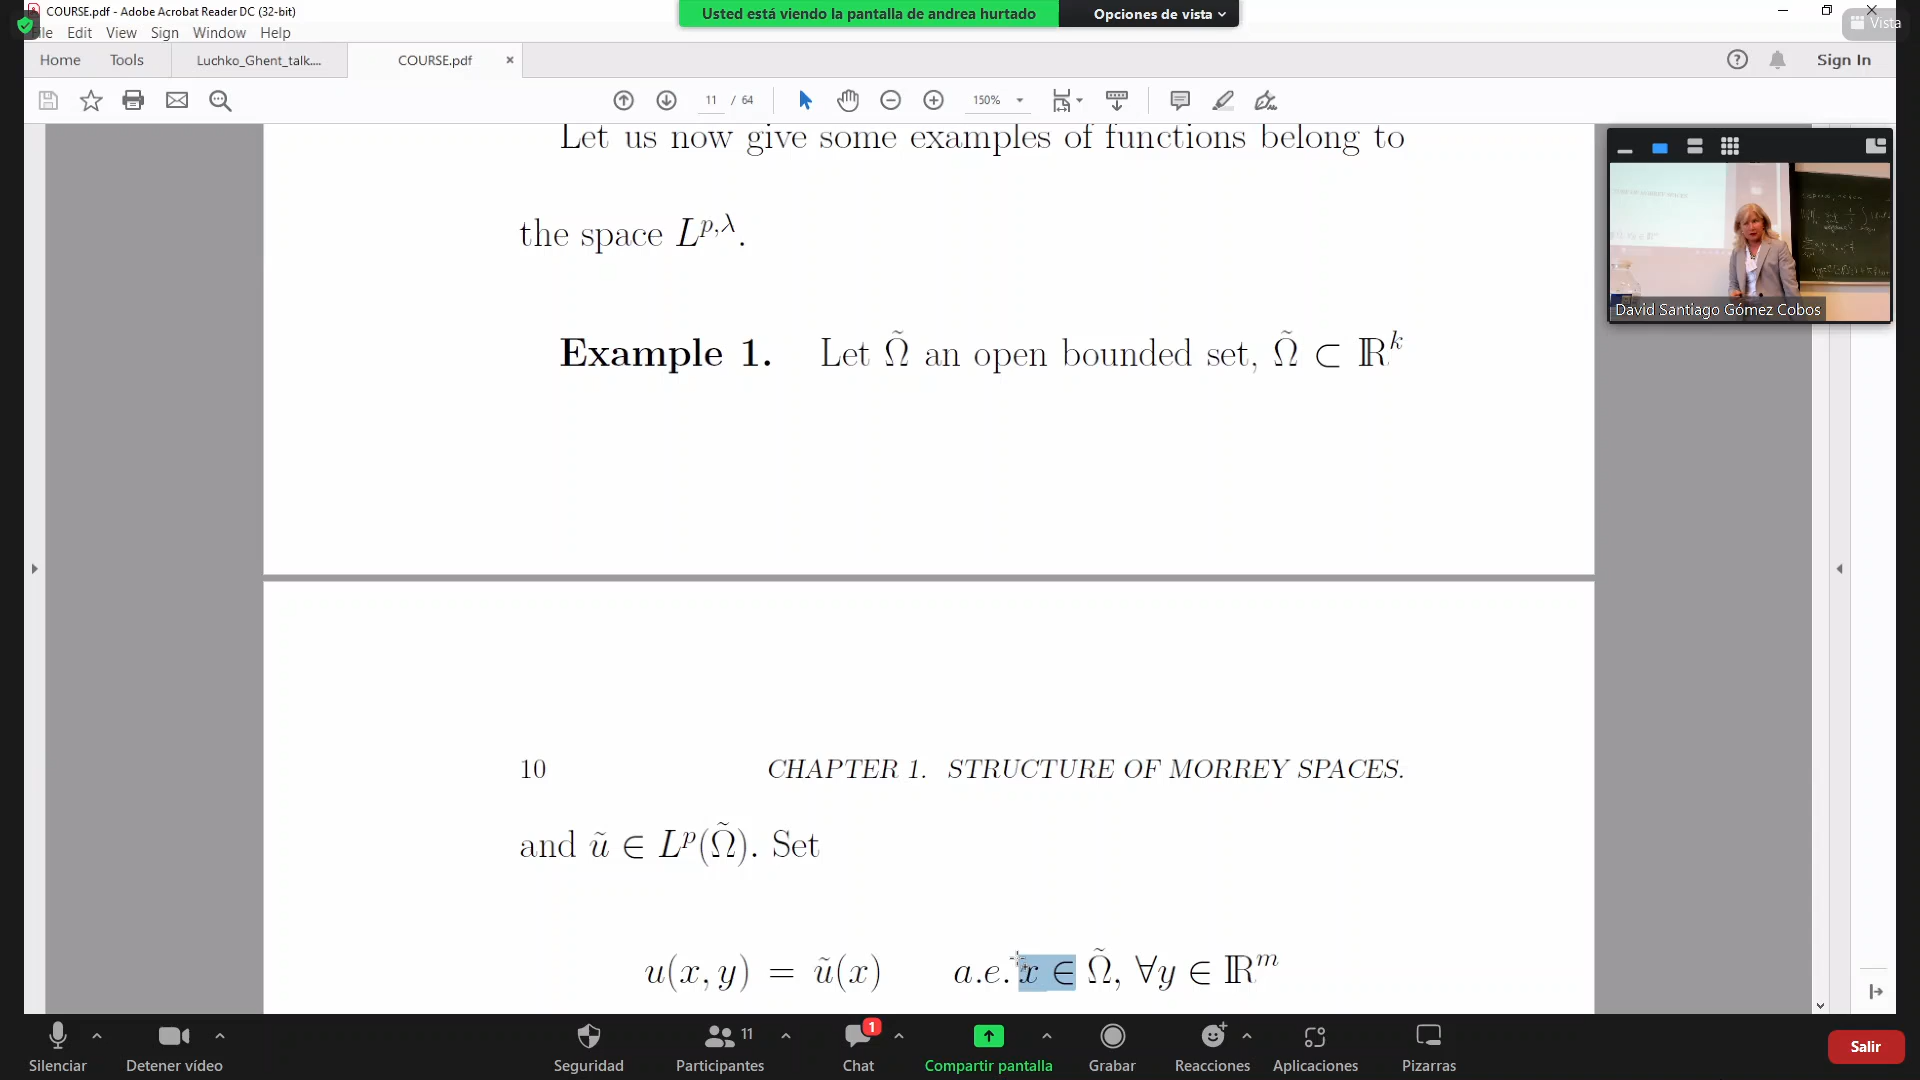 COURSE.pdf - Adobe Acrobat Reader DC (32-bit)
Usted está viendo la pantalla de andrea hurtado
Opciones de vista
Vista
File Edit View Sign Window Help
Home Tools Luchko_Ghent_talk.... COURSE.pdf × Sign In
11 / 64 150%
Let us now give some examples of functions belong to
the space L^{p,λ}.
Example 1. Let Ω̃ an open bounded set, Ω̃ ⊂ ℝ^k
David Santiago Gómez Cobos
10 CHAPTER 1. STRUCTURE OF MORREY SPACES.
and ũ ∈ L^p(Ω̃). Set
u(x, y) = ũ(x) a.e. x ∈ Ω̃, ∀y ∈ ℝ^m
11 1
Silenciar Detener vídeo Seguridad Participantes Chat Compartir pantalla Grabar Reacciones Aplicaciones Pizarras Salir